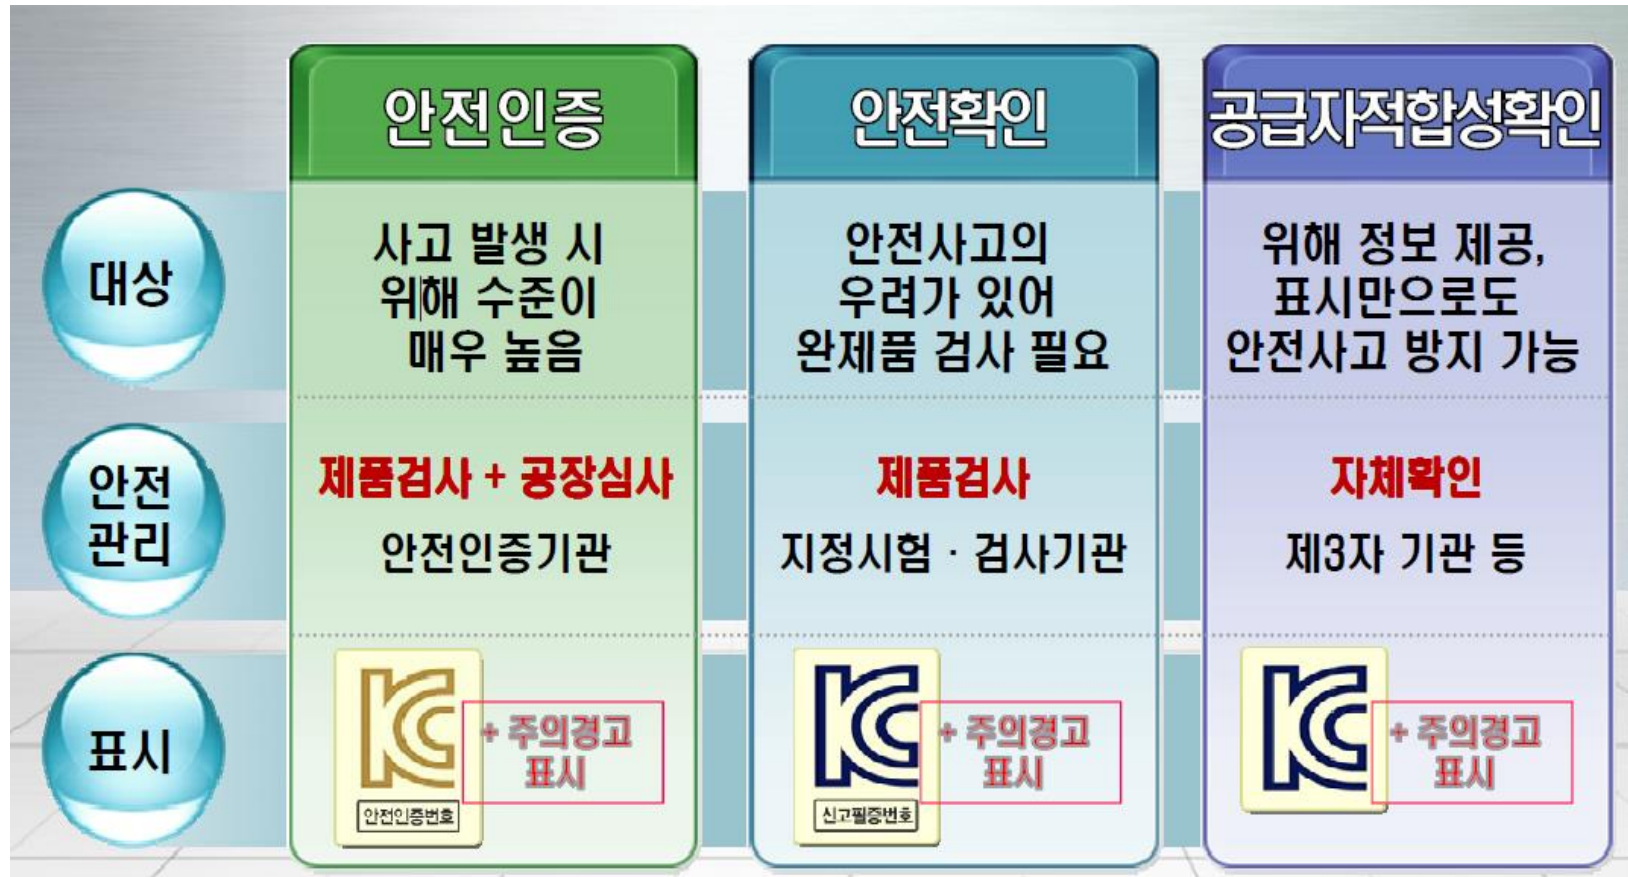 안전인증
안전확인
공급자적합성확인
대상
사고 발생 시
위해 수준이
매우 높음
안전사고의
우려가 있어
완제품 검사 필요
위해 정보 제공,
표시만으로도
안전사고 방지 가능
안전
관리
제품검사 + 공장심사
안전인증기관
제품검사
지정시험 · 검사기관
자체확인
제3자 기관 등
표시
KC
+ 주의경고
표시
안전인증번호
KC
+ 주의경고
표시
신고필증번호
KC
+ 주의경고
표시